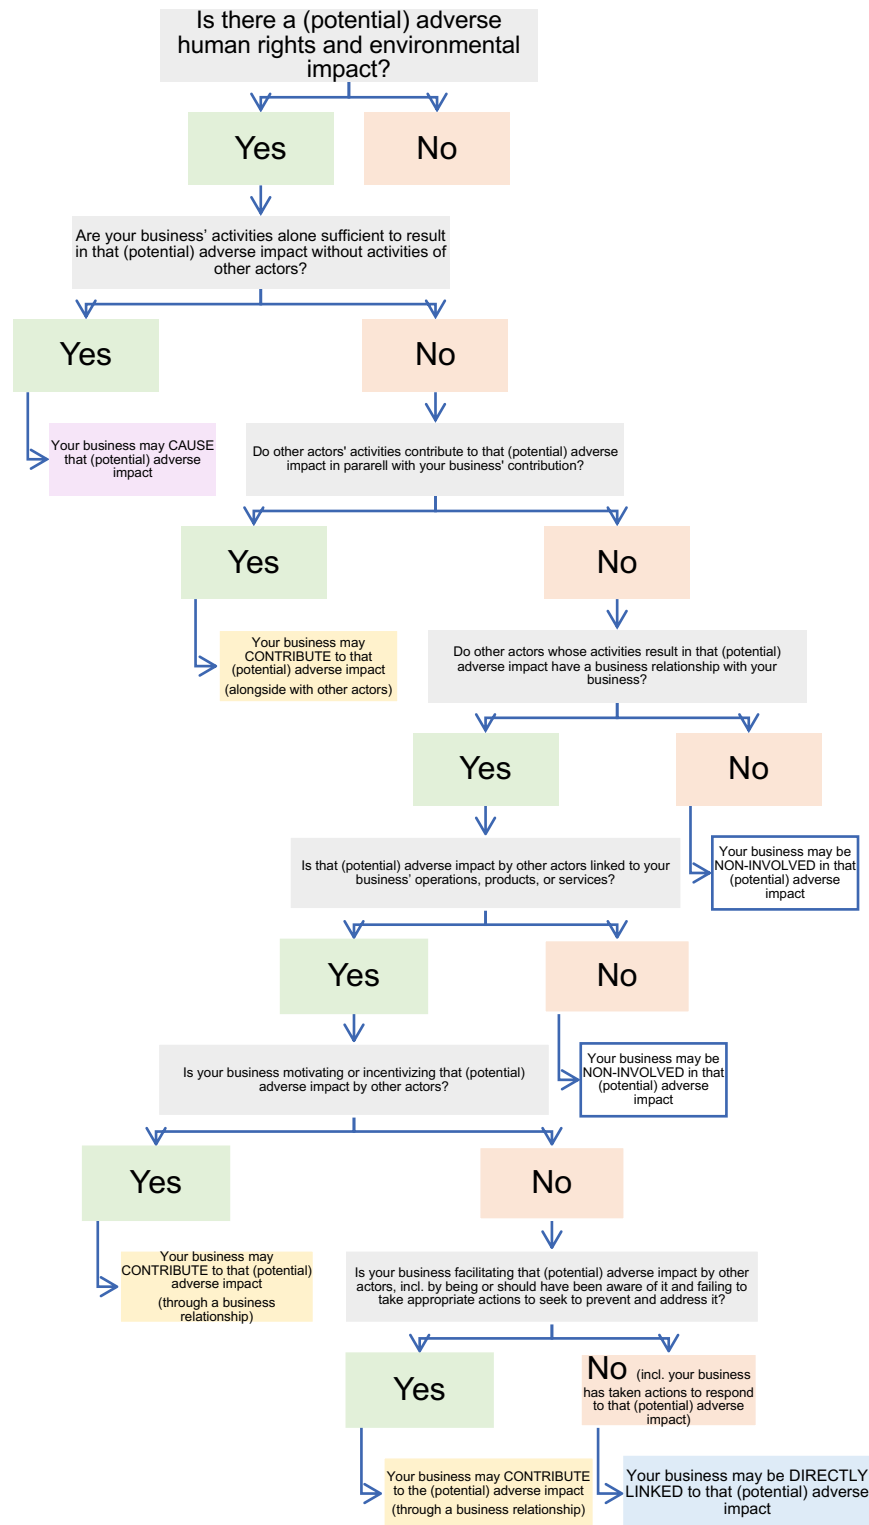 Is there a (potential) adverse
human rights and environmental
impact?
Yes
No
Are your business’ activities alone sufficient to result
in that (potential) adverse impact without activities of
other actors?
Yes
No
Your business may CAUSE
that (potential) adverse
impact
Do other actors' activities contribute to that (potential) adverse
impact in pararell with your business' contribution?
Yes
No
Your business may
CONTRIBUTE to that
(potential) adverse impact
(alongside with other actors)
Do other actors whose activities result in that (potential)
adverse impact have a business relationship with your
business?
Yes
No
Your business may be
NON-INVOLVED in that
(potential) adverse
impact
Is that (potential) adverse impact by other actors linked to your
business’ operations, products, or services?
Yes
No
Your business may be
NON-INVOLVED in that
(potential) adverse
impact
Is your business motivating or incentivizing that (potential)
adverse impact by other actors?
Yes
No
Your business may
CONTRIBUTE to that (potential)
adverse impact
(through a business
relationship)
Is your business facilitating that (potential) adverse impact by other
actors, incl. by being or should have been aware of it and failing to
take appropriate actions to seek to prevent and address it?
Yes
No (incl. your business
has taken actions to respond
to that (potential) adverse
impact)
Your business may CONTRIBUTE
to the (potential) adverse impact
(through a business relationship)
Your business may be DIRECTLY
LINKED to that (potential) adverse
impact